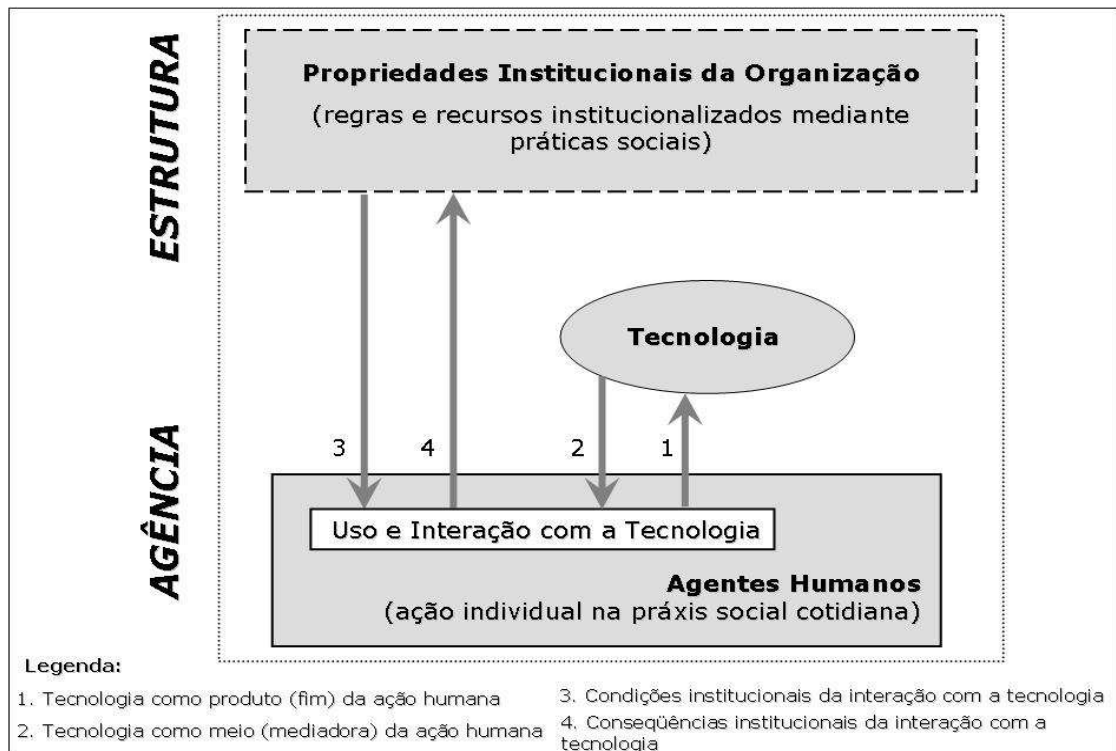 ESTRUTURA
Propriedades Institucionais da Organização
(regras e recursos institucionalizados mediante
práticas sociais)
Tecnologia
AGÊNCIA
3
4
2
1
Uso e Interação com a Tecnologia
Agentes Humanos
(ação individual na práxis social cotidiana)
Legenda:
1. Tecnologia como produto (fim) da ação humana
2. Tecnologia como meio (mediadora) da ação humana
3. Condições institucionais da interação com a tecnologia
4. Conseqüências institucionais da interação com a
tecnologia